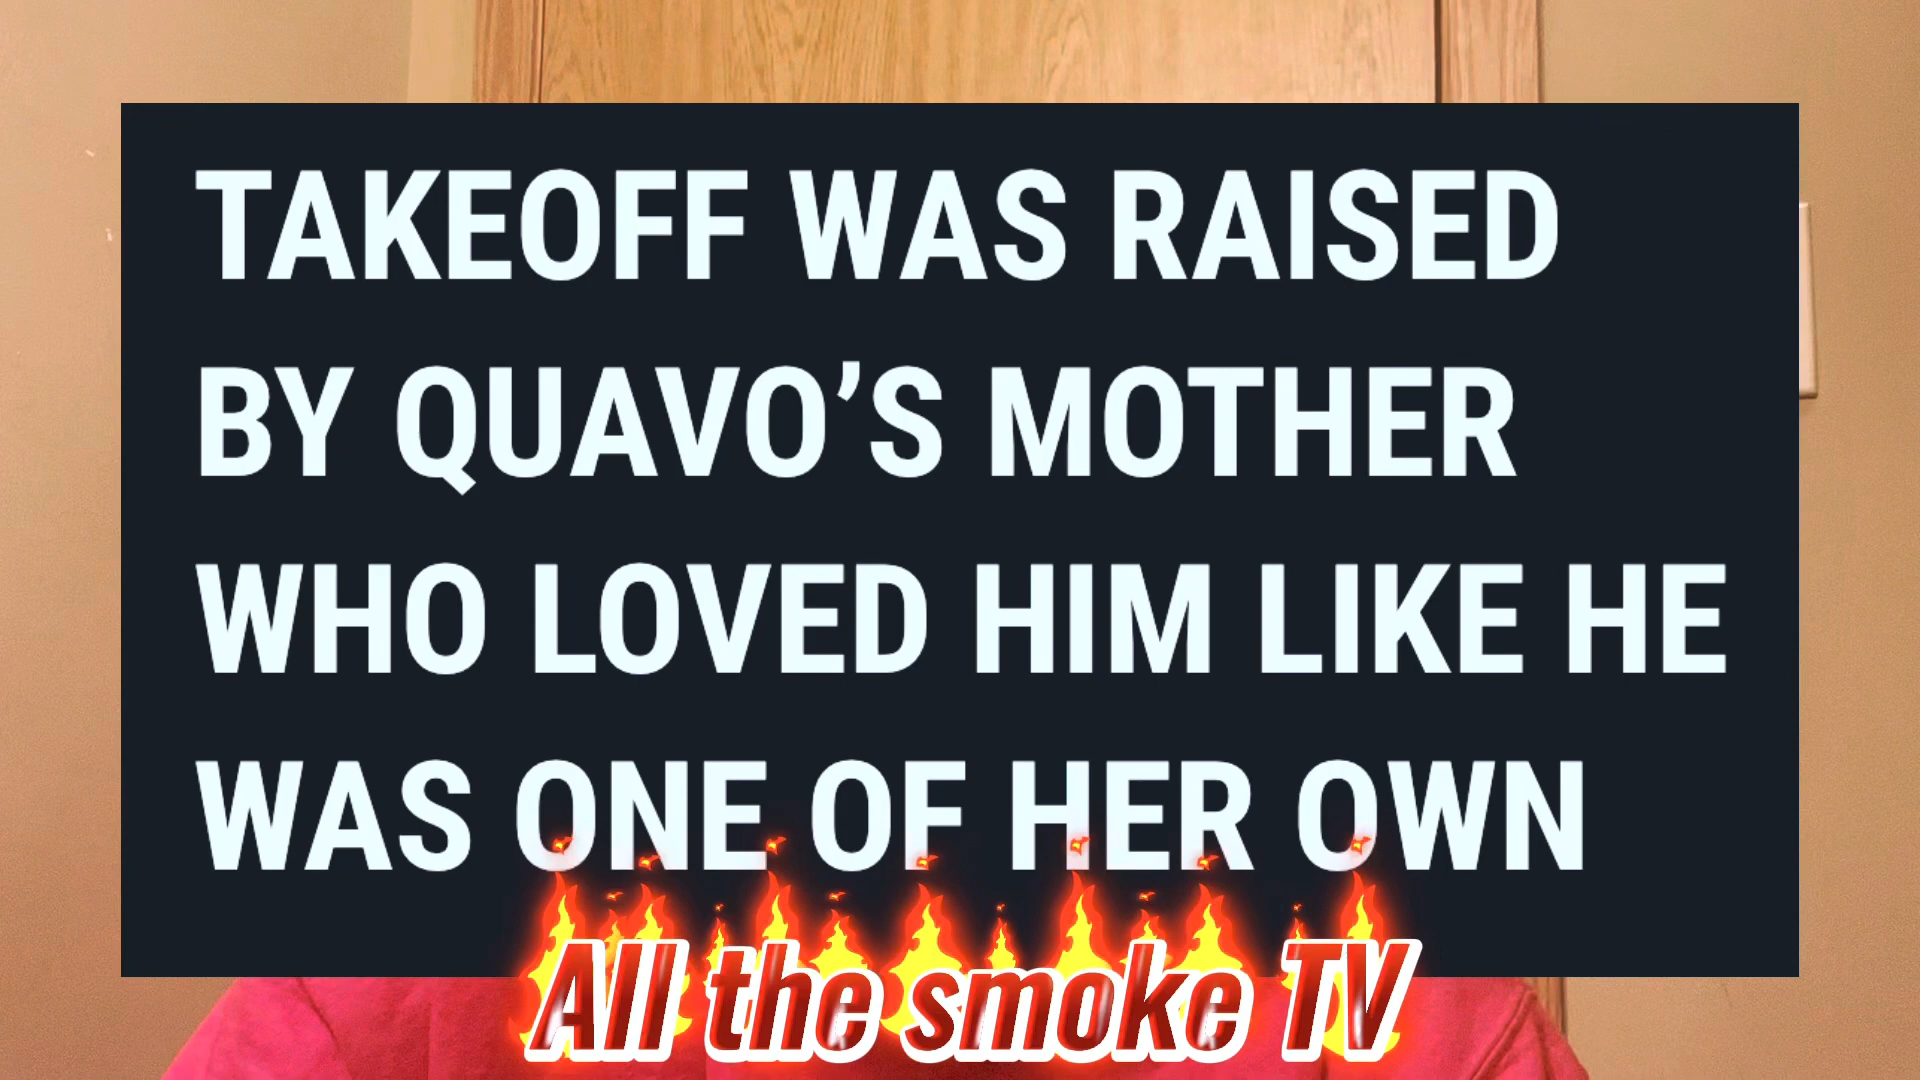 TAKEOFF WAS RAISED
BY QUAVO’S MOTHER
WHO LOVED HIM LIKE HE
WAS ONE OF HER OWN
All the smoke TV